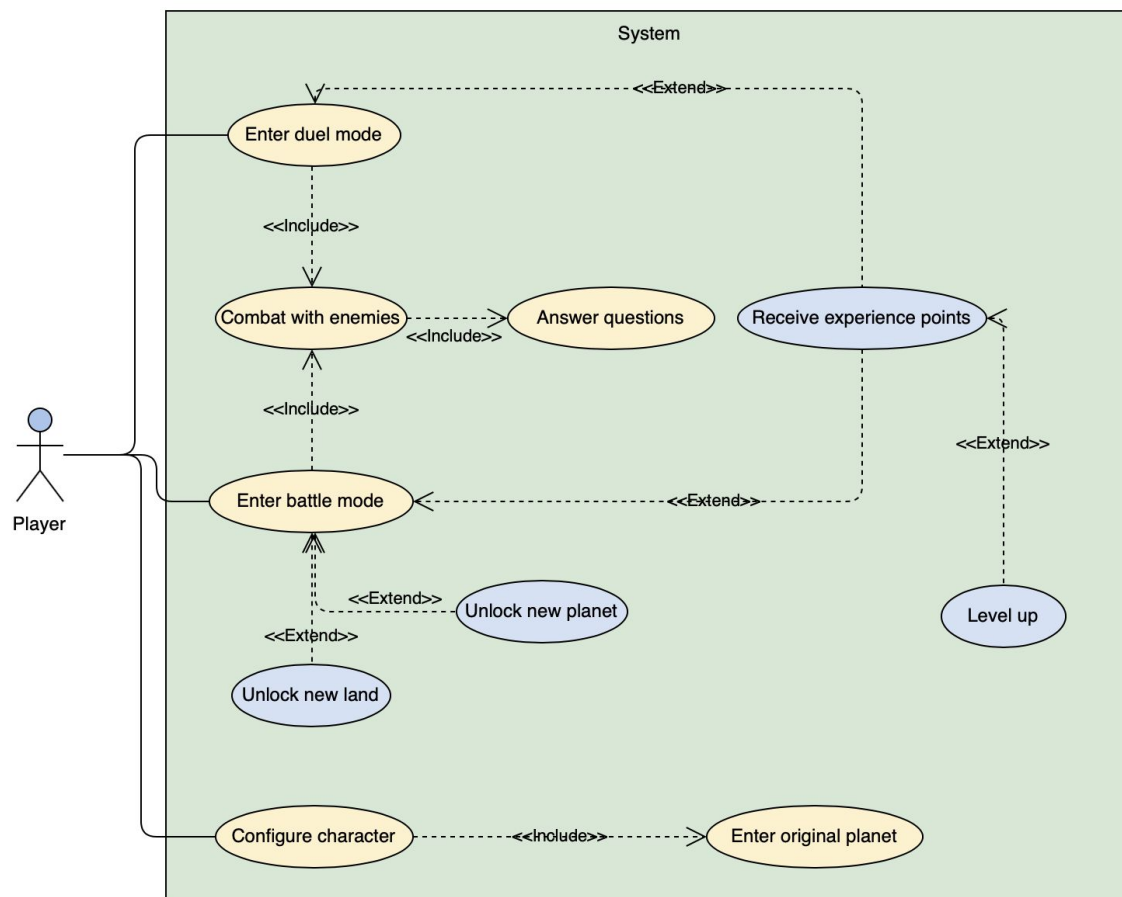 System
<<Extend>>
Enter duel mode
<<Include>>
Combat with enemies
<<Include>>
Answer questions
Receive experience points
<<Include>>
<<Extend>>
Player
Enter battle mode
<<Extend>>
<<Extend>>
Unlock new planet
Level up
<<Extend>>
Unlock new land
Configure character
<<Include>>
Enter original planet